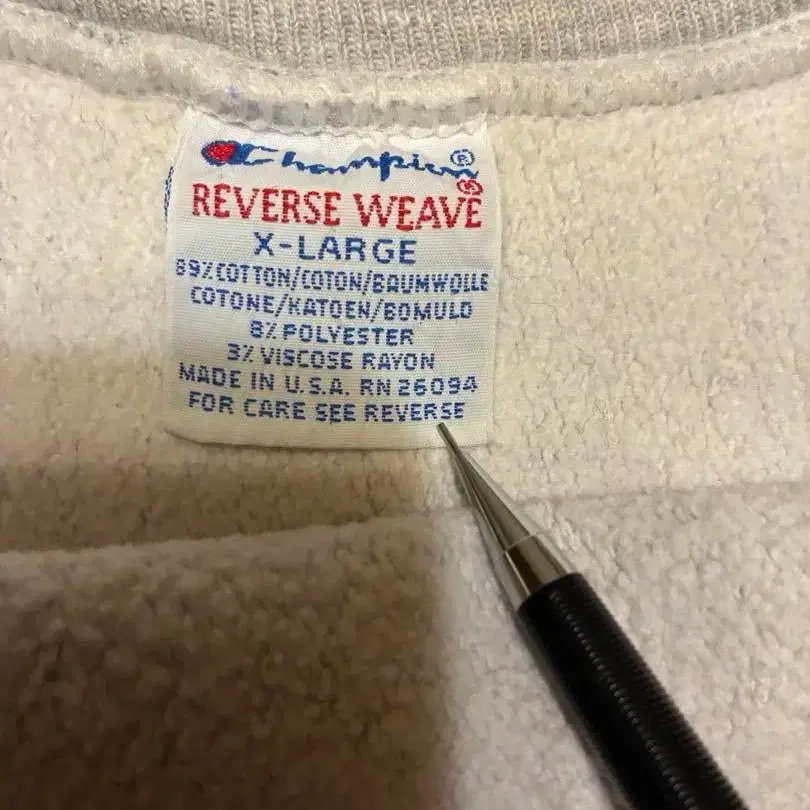 Champion®
REVERSE WEAVE®
X-LARGE
89% COTTON/COTON/BAUMWOLLE
COTONE/KATOEN/BOMULD
8% POLYESTER
3% VISCOSE RAYON
MADE IN U.S.A. RN 26094
FOR CARE SEE REVERSE